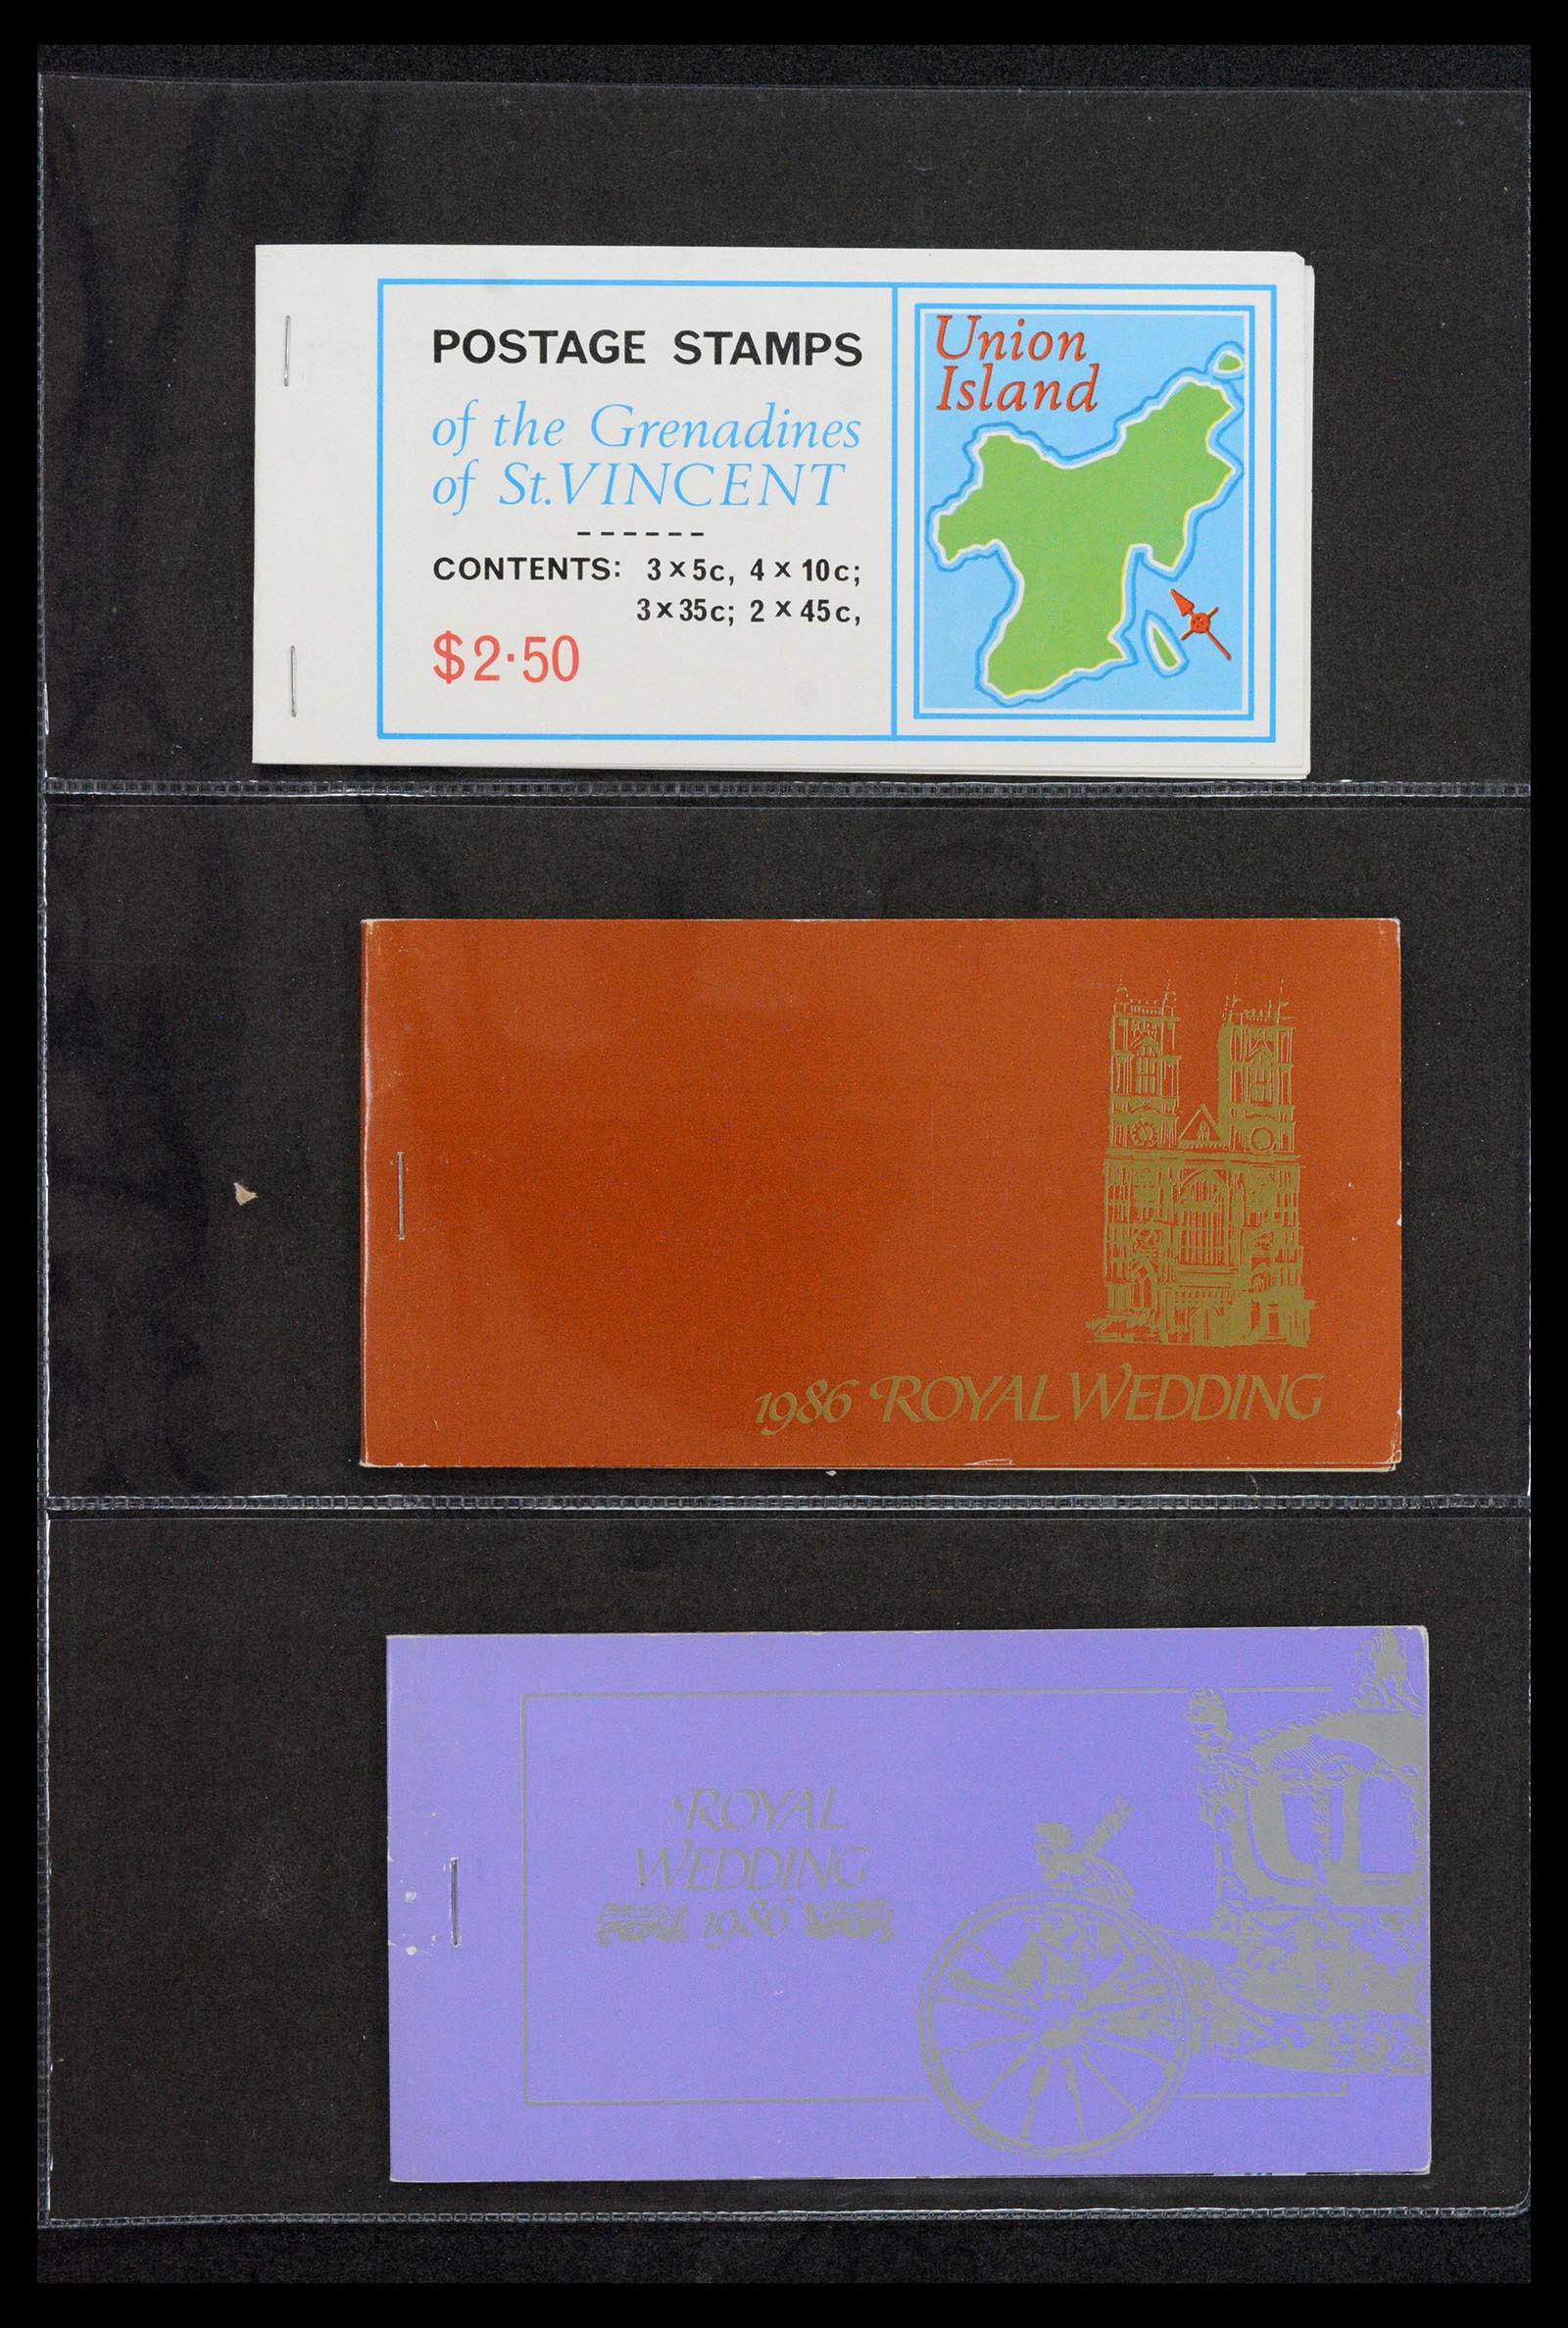 POSTAGE STAMPS
of the Grenadines
of St. VINCENT
------
CONTENTS: 3 × 5c, 4 × 10c;
3 × 35c; 2 × 45c,
$2·50
Union
Island
1986 ROYAL WEDDING
ROYAL
WEDDING
1986